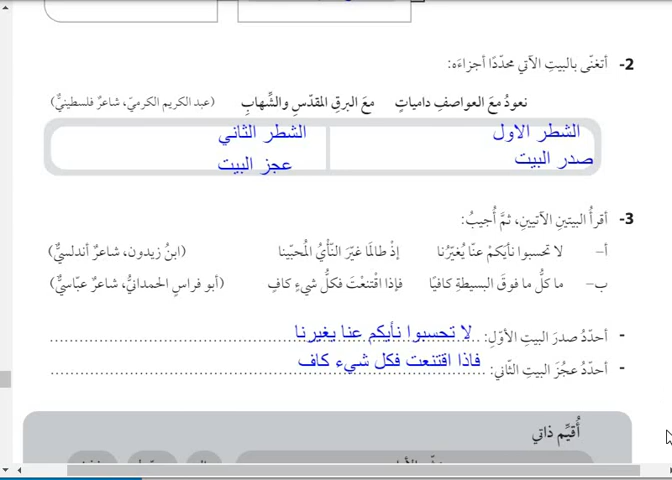 2- أتغنّى بالبيتِ الآتي محدّدًا أجزاءَه:
نعودُ معَ العواصفِ دامياتٍ معَ البرقِ المقدّسِ والشِّهابِ (عبد الكريم الكرميّ، شاعرٌ فلسطينيٌّ)
الشطر الاول الشطر الثاني
صدر البيت عجز البيت
3- أقرأُ البيتينِ الآتيينِ، ثمَّ أُجيبُ:
أ- لا تحسبوا نأيَكمْ عنّا يُغيّرُنا إذْ طالمَا غيّرَ النّأيُ المُحبّينا (ابنُ زيدون، شاعرٌ أندلسيٌّ)
ب- ما كلُّ ما فوقَ البسيطةِ كافيًا فإذا اقْتنعْتَ فكلُّ شيءٍ كافِ (أبو فراسٍ الحمدانيُّ، شاعرٌ عبّاسيٌّ)
- أحدّدُ صدرَ البيتِ الأوّلِ: لا تحسبوا نأيكم عنا يغيرنا
- أحدّدُ عجُزَ البيتِ الثّاني: فاذا اقتنعت فكل شيء كاف
أُقيِّم ذاتي